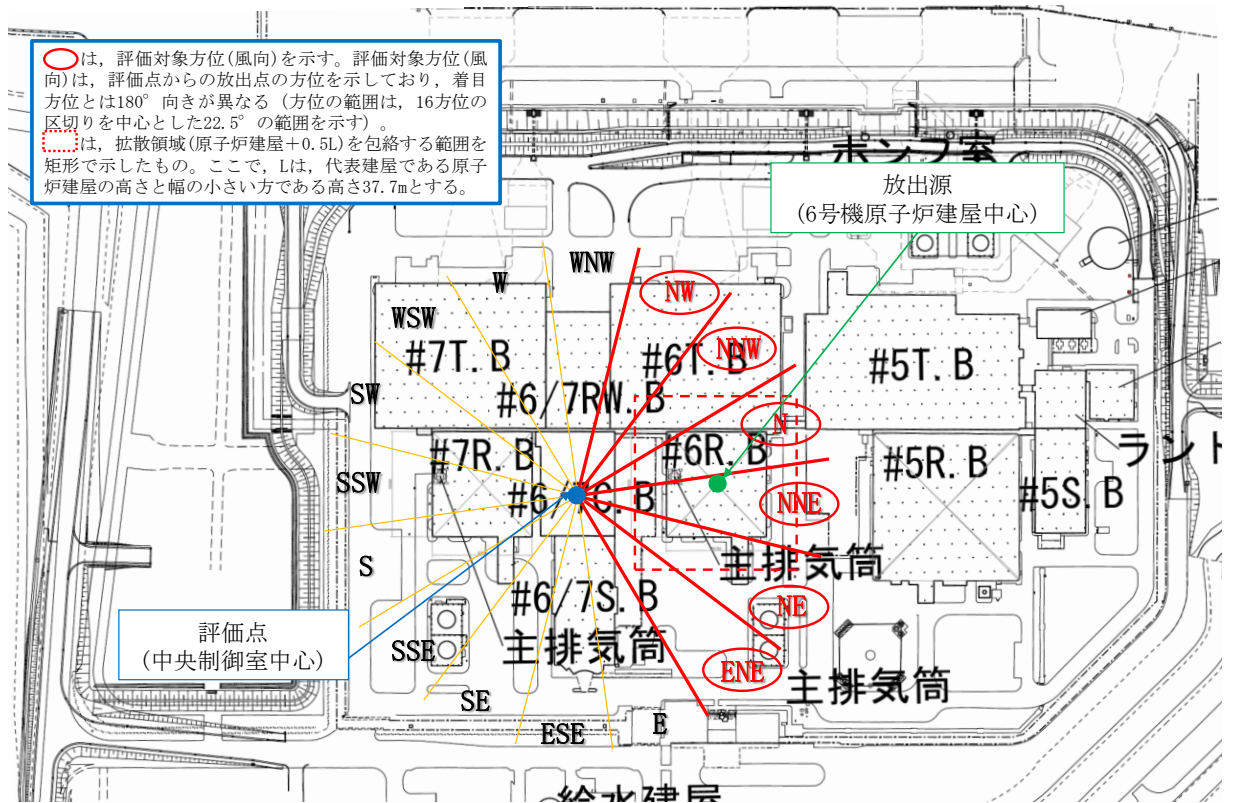 は，評価対象方位(風向)を示す。評価対象方位(風
向)は，評価点からの放出点の方位を示しており，着目
方位とは180°向きが異なる（方位の範囲は，16方位の
区切りを中心とした22.5°の範囲を示す）。
は，拡散領域(原子炉建屋＋0.5L)を包絡する範囲を
矩形で示したもの。ここで，Lは，代表建屋である原子
炉建屋の高さと幅の小さい方である高さ37.7mとする。
ポンプ室
放出源
(6号機原子炉建屋中心)
WNW
W
NW
WSW
NNW
#7T.B
#6T.B
#5T.B
#6/7RW.B
SW
N
#7R.B
#6R.B
#5R.B
ラント
SSW
#6/7C.B
NNE
#5S.B
S
主排気筒
#6/7S.B
NE
評価点
(中央制御室中心)
SSE
主排気筒
ENE
主排気筒
SE
E
ESE
給水建屋